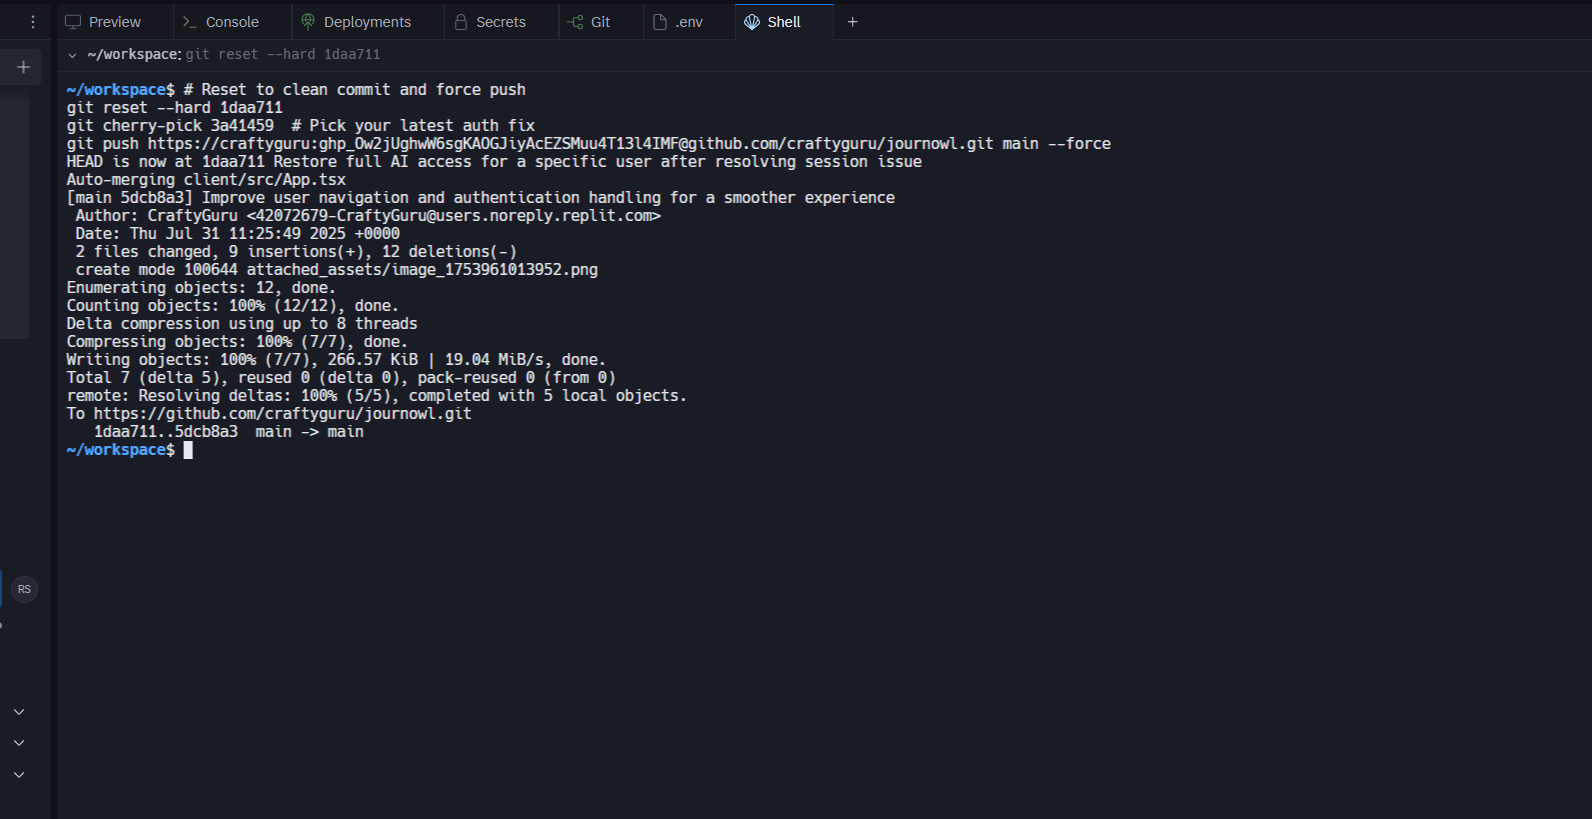 Preview
Console
Deployments
Secrets
Git
.env
Shell
~/workspace: git reset --hard 1daa711
~/workspace$ # Reset to clean commit and force push
git reset --hard 1daa711
git cherry-pick 3a41459  # Pick your latest auth fix
git push https://craftyguru:[access token omitted]@github.com/craftyguru/journowl.git main --force
HEAD is now at 1daa711 Restore full AI access for a specific user after resolving session issue
Auto-merging client/src/App.tsx
[main 5dcb8a3] Improve user navigation and authentication handling for a smoother experience
 Author: CraftyGuru <42072679-CraftyGuru@users.noreply.replit.com>
 Date: Thu Jul 31 11:25:49 2025 +0000
 2 files changed, 9 insertions(+), 12 deletions(-)
 create mode 100644 attached_assets/image_1753961013952.png
Enumerating objects: 12, done.
Counting objects: 100% (12/12), done.
Delta compression using up to 8 threads
Compressing objects: 100% (7/7), done.
Writing objects: 100% (7/7), 266.57 KiB | 19.04 MiB/s, done.
Total 7 (delta 5), reused 0 (delta 0), pack-reused 0 (from 0)
remote: Resolving deltas: 100% (5/5), completed with 5 local objects.
To https://github.com/craftyguru/journowl.git
   1daa711..5dcb8a3  main -> main
~/workspace$
RS